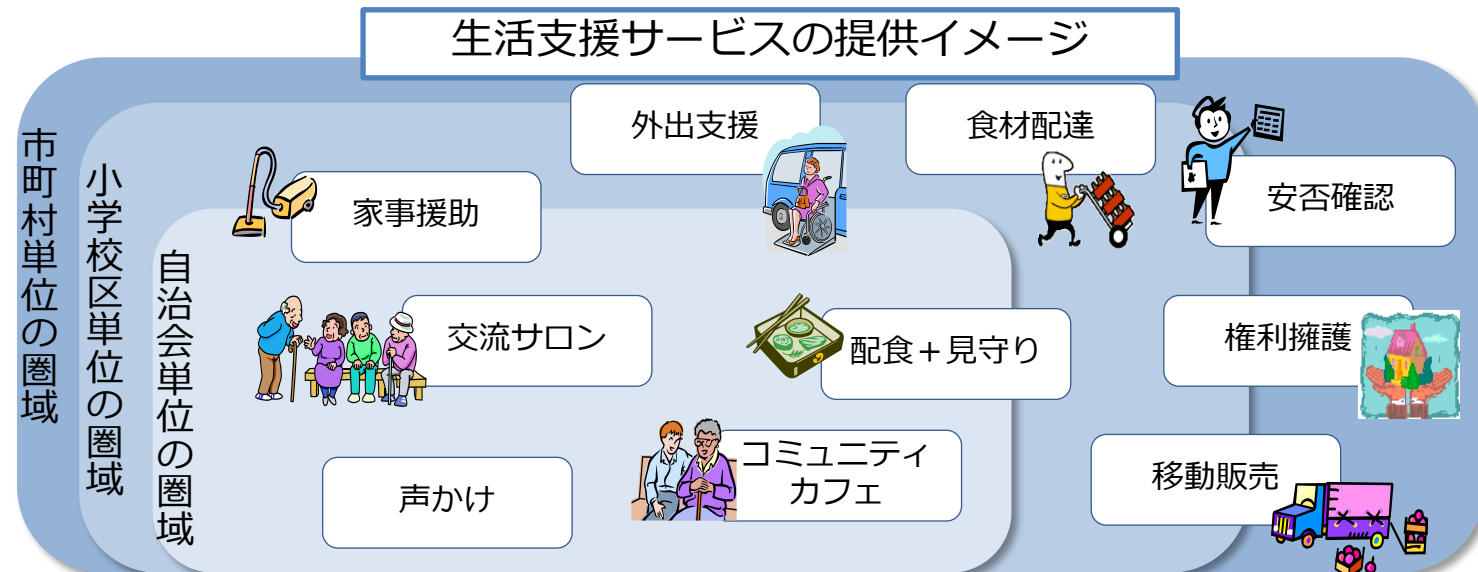 生活支援サービスの提供イメージ
市町村単位の圏域
小学校区単位の圏域
自治会単位の圏域
外出支援
食材配達
家事援助
安否確認
交流サロン
配食＋見守り
権利擁護
声かけ
コミュニティ
カフェ
移動販売